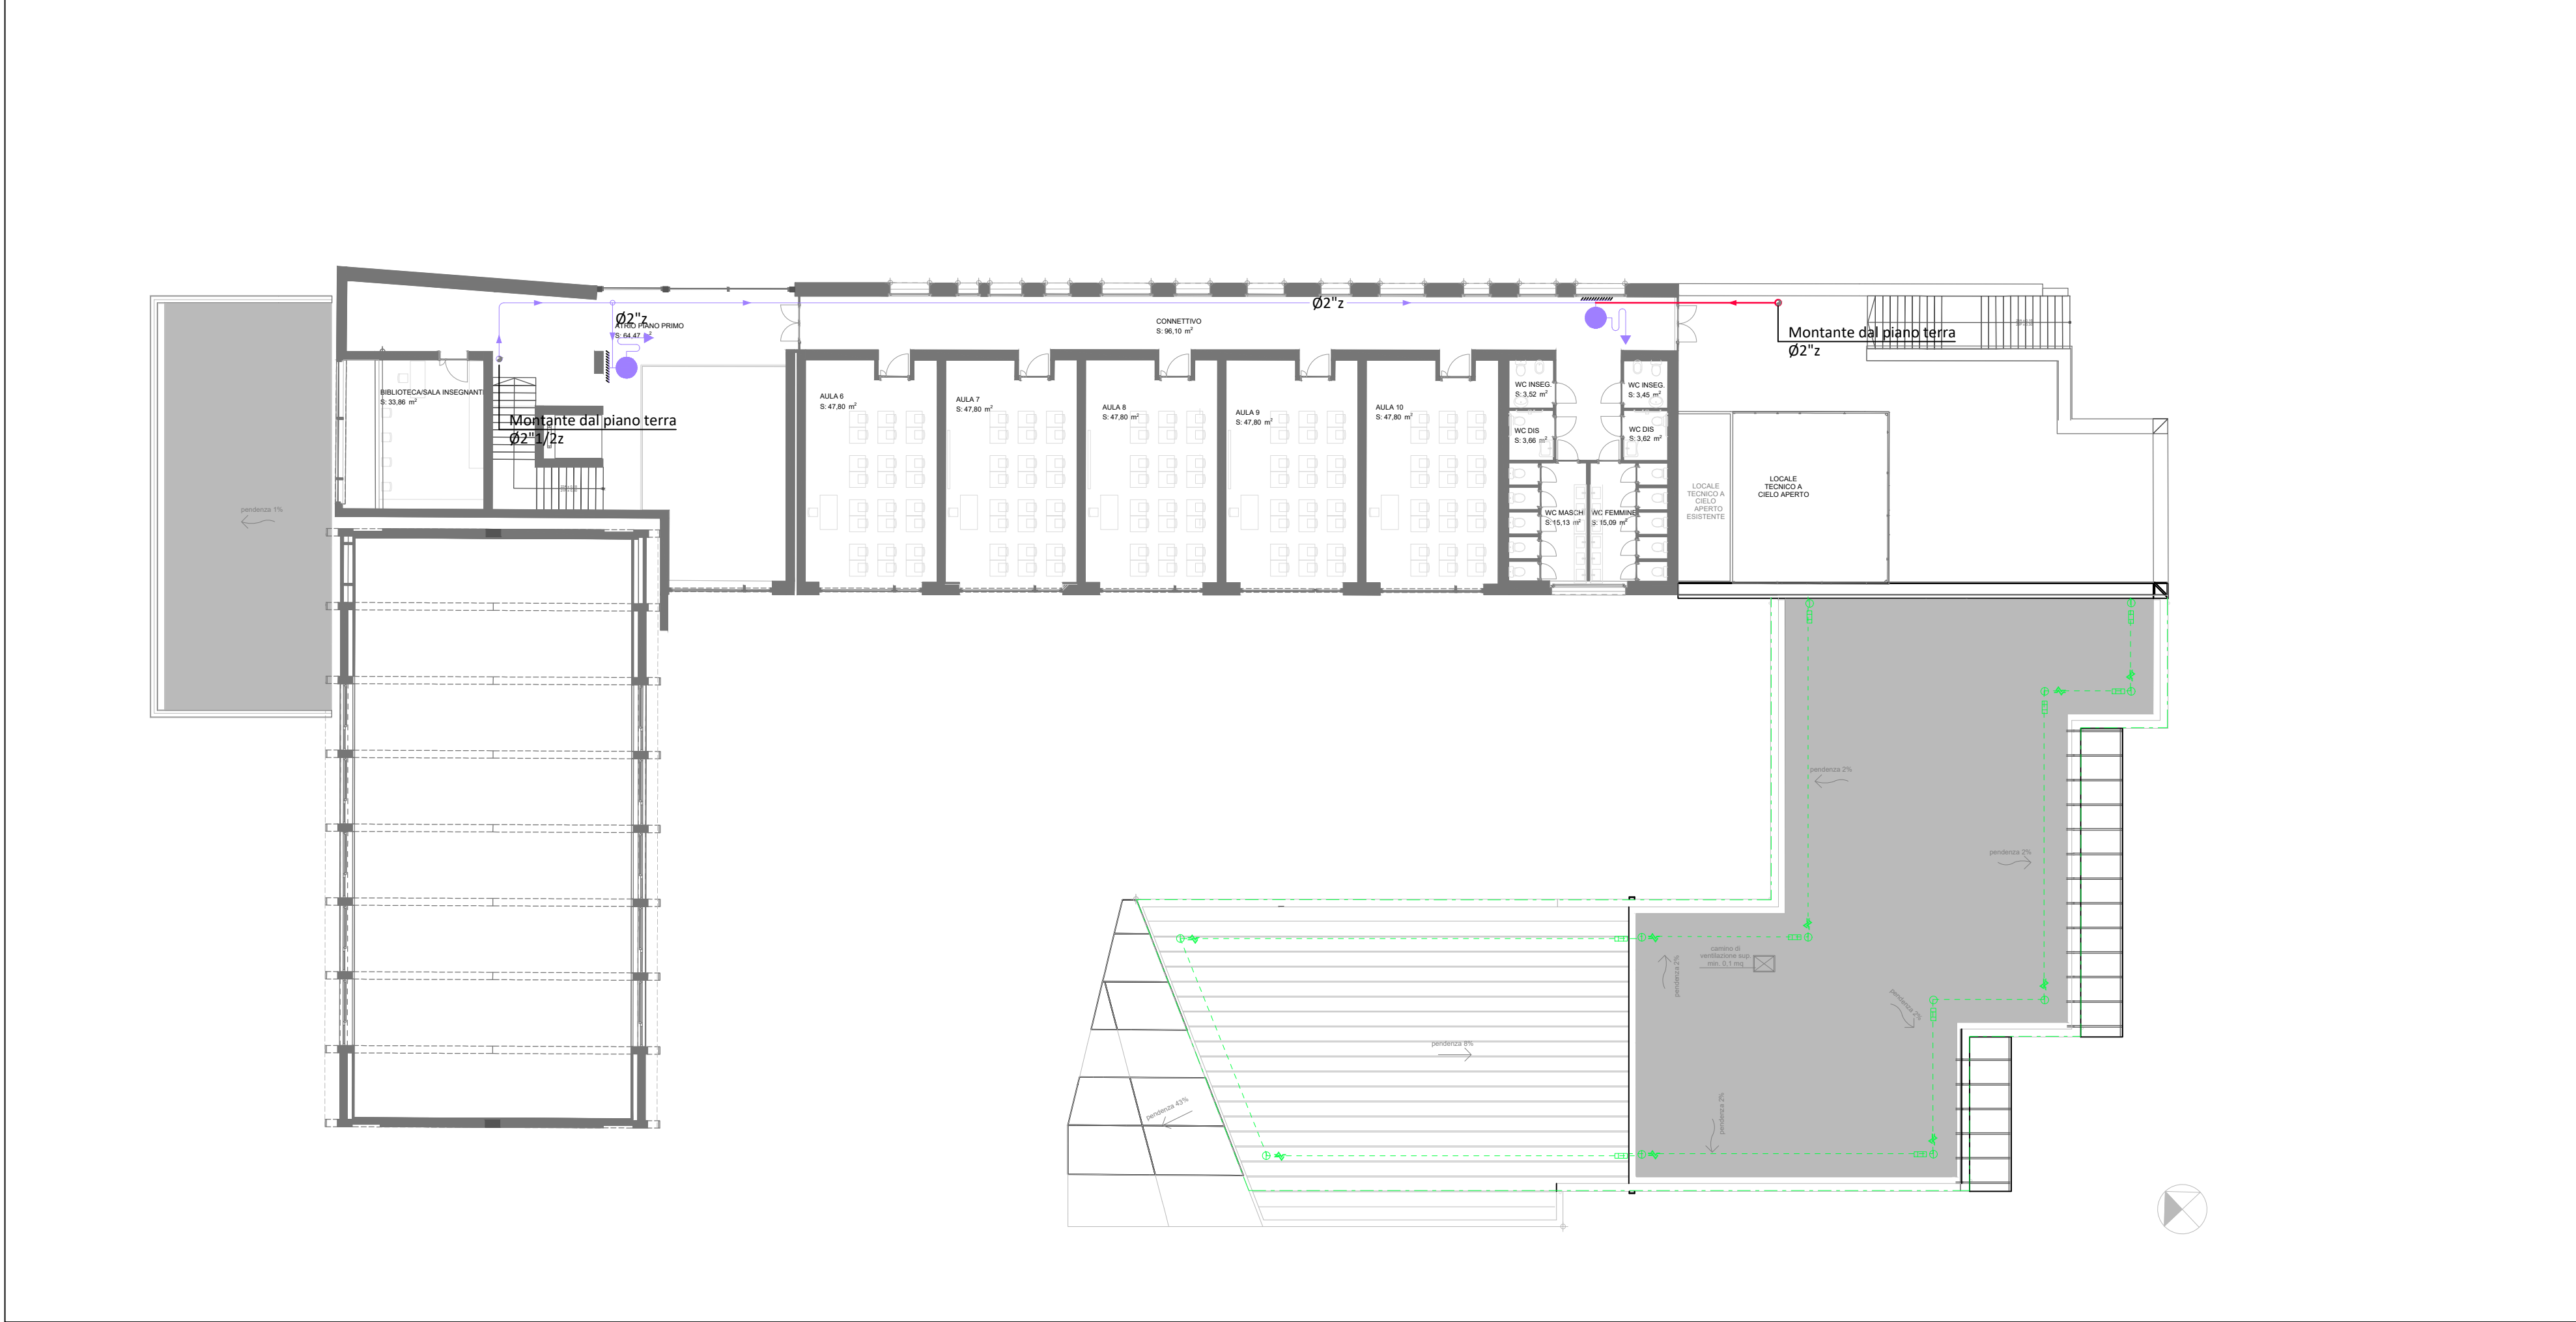 Ø2"z
Ø2"z
ATRIO PIANO PRIMO
S: 64,47 m²
CONNETTIVO
S: 96,10 m²
Montante dal piano terra
Ø2"z
BIBLIOTECA/SALA INSEGNANTI
S: 33,86 m²
Montante dal piano terra
Ø2"1/2z
AULA 6
S: 47,80 m²
AULA 7
S: 47,80 m²
AULA 8
S: 47,80 m²
AULA 9
S: 47,80 m²
AULA 10
S: 47,80 m²
WC INSEG.
S: 3,52 m²
WC INSEG.
S: 3,45 m²
WC DIS
S: 3,66 m²
WC DIS
S: 3,62 m²
WC MASCHI
S: 15,13 m²
WC FEMMINE
S: 15,09 m²
LOCALE
TECNICO A
CIELO
APERTO
ESISTENTE
LOCALE
TECNICO A
CIELO APERTO
pendenza 1%
pendenza 2%
pendenza 2%
camino di
ventilazione sup.
min. 0,1 mq
pendenza 2%
pendenza 2%
pendenza 8%
pendenza 43%
pendenza 2%